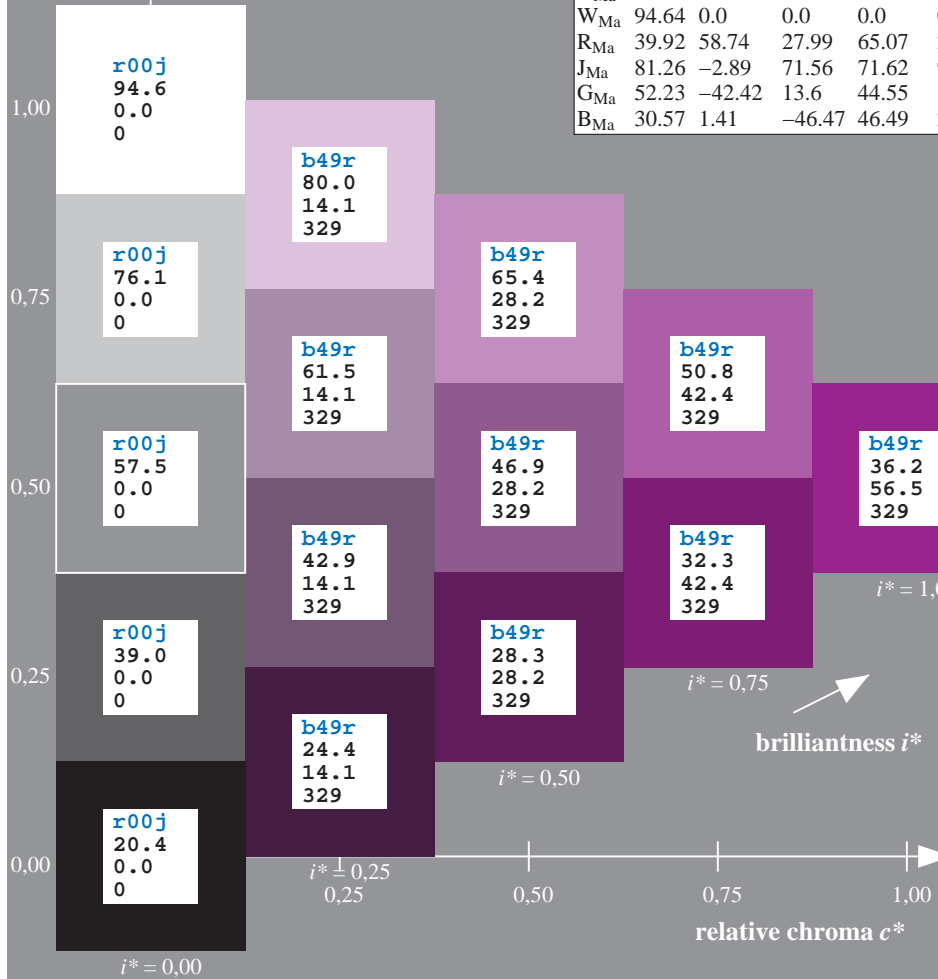 W_Ma 94.64 0.0 0.0 0.0
R_Ma 39.92 58.74 27.99 65.07
J_Ma 81.26 −2.89 71.56 71.62
G_Ma 52.23 −42.42 13.6 44.55
B_Ma 30.57 1.41 −46.47 46.49
r00j
94.6
0.0
0
1,00
b49r
80.0
14.1
329
r00j
76.1
0.0
0
b49r
65.4
28.2
329
0,75
b49r
61.5
14.1
329
b49r
50.8
42.4
329
r00j
57.5
0.0
0
b49r
46.9
28.2
329
b49r
36.2
56.5
329
0,50
b49r
42.9
14.1
329
b49r
32.3
42.4
329
i* = 1,0
r00j
39.0
0.0
0
b49r
28.3
28.2
329
0,25
i* = 0,75
brilliantness i*
b49r
24.4
14.1
329
i* = 0,50
r00j
20.4
0.0
0
0,00
i* = 0,25
0,25 0,50 0,75 1,00
relative chroma c*
i* = 0,00